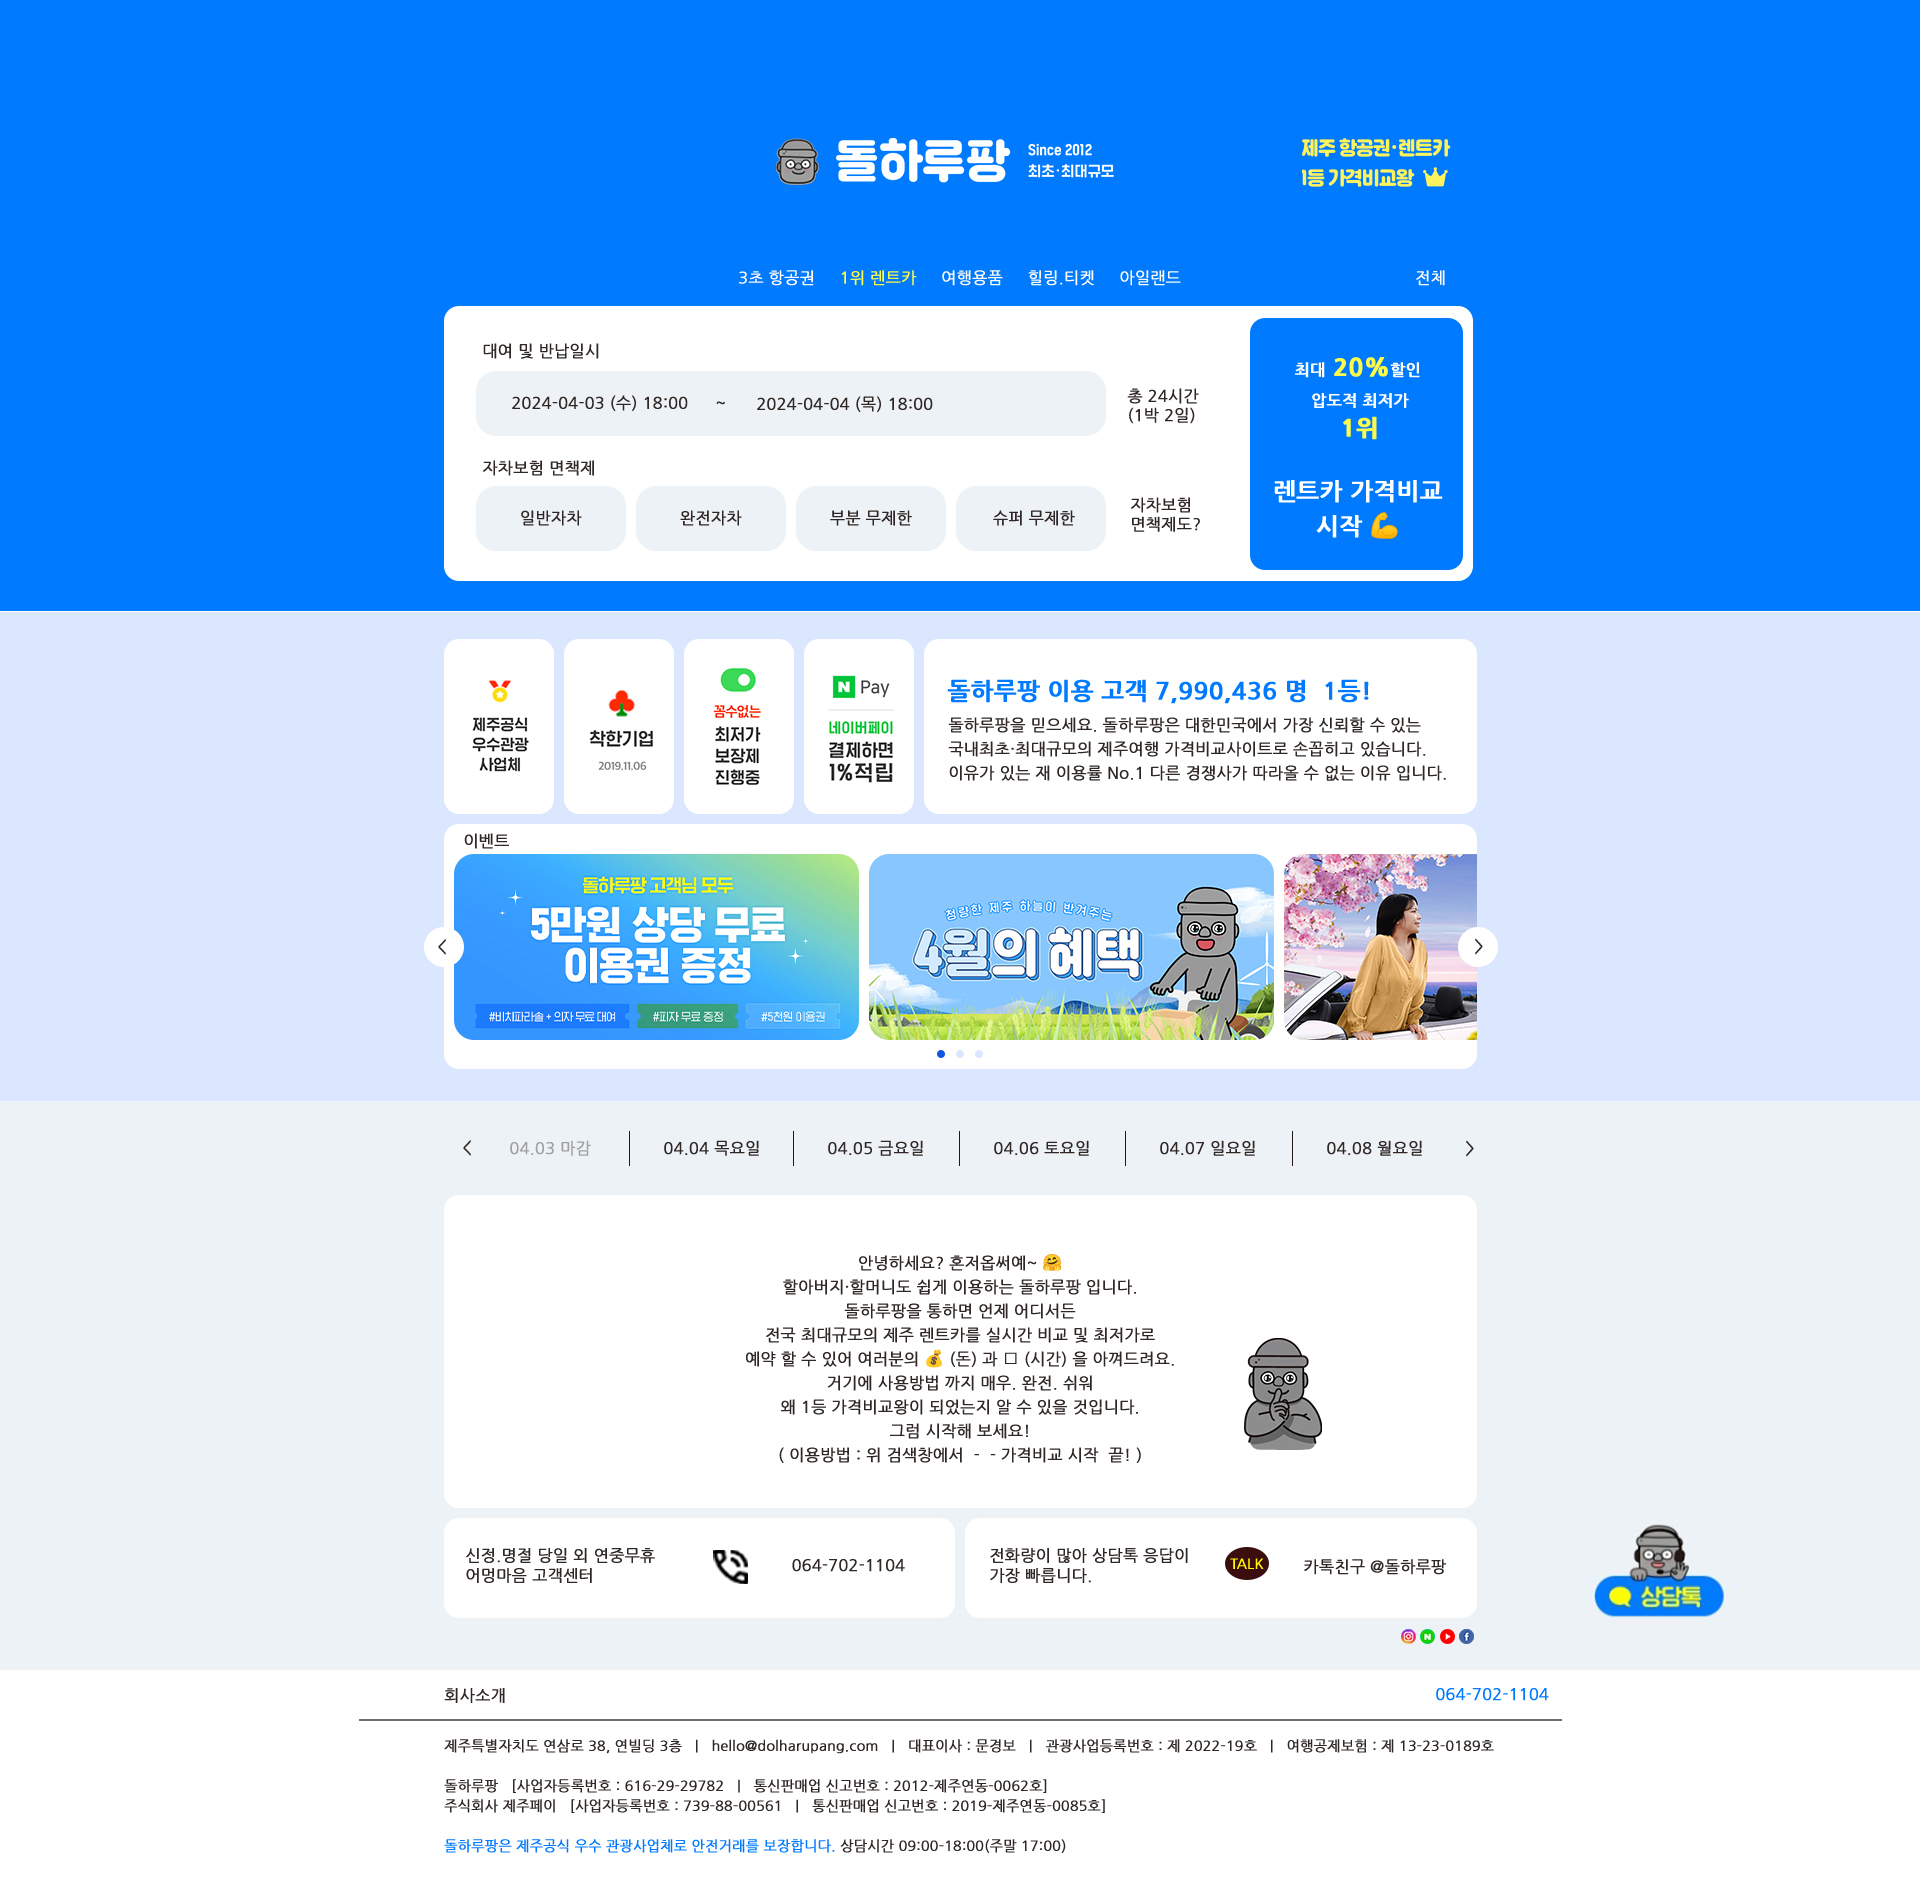 돌하루팡
Since 2012
최초·최대규모
제주 항공권·렌트카
1등 가격비교왕
3초 항공권
1위 렌트카
여행용품
힐링.티켓
아일랜드
전체
대여 및 반납일시
2024-04-03 (수) 18:00 ~ 2024-04-04 (목) 18:00
총 24시간
(1박 2일)
자차보험 면책제
일반자차
완전자차
부분 무제한
슈퍼 무제한
자차보험
면책제도?
최대 20%할인
압도적 최저가
1위
렌트카 가격비교
시작 💪
제주공식
우수관광
사업체
착한기업
2019.11.06
꼼수없는
최저가
보장제
진행중
N Pay
네이버페이
결제하면
1%적립
돌하루팡 이용 고객 7,990,436 명 1등!
돌하루팡을 믿으세요. 돌하루팡은 대한민국에서 가장 신뢰할 수 있는
국내최초·최대규모의 제주여행 가격비교사이트로 손꼽히고 있습니다.
이유가 있는 재 이용률 No.1 다른 경쟁사가 따라올 수 없는 이유 입니다.
이벤트
돌하루팡 고객님 모두
5만원 상당 무료
이용권 증정
#비치파라솔 + 의자 무료 대여
#피자 무료 증정
#5천원 이용권
청량한 제주 하늘이 반겨주는
4월의 혜택
04.03 마감
04.04 목요일
04.05 금요일
04.06 토요일
04.07 일요일
04.08 월요일
안녕하세요? 혼저옵써예~ 🤗
할아버지·할머니도 쉽게 이용하는 돌하루팡 입니다.
돌하루팡을 통하면 언제 어디서든
전국 최대규모의 제주 렌트카를 실시간 비교 및 최저가로
예약 할 수 있어 여러분의 💰 (돈) 과 □ (시간) 을 아껴드려요.
거기에 사용방법 까지 매우. 완전. 쉬워
왜 1등 가격비교왕이 되었는지 알 수 있을 것입니다.
그럼 시작해 보세요!
( 이용방법 : 위 검색창에서 - - 가격비교 시작 끝! )
신정.명절 당일 외 연중무휴
어멍마음 고객센터
064-702-1104
전화량이 많아 상담톡 응답이
가장 빠릅니다.
TALK
카톡친구 @돌하루팡
상담톡
회사소개
064-702-1104
제주특별자치도 연삼로 38, 연빌딩 3층 | hello@dolharupang.com | 대표이사 : 문경보 | 관광사업등록번호 : 제 2022-19호 | 여행공제보험 : 제 13-23-0189호
돌하루팡 [사업자등록번호 : 616-29-29782 | 통신판매업 신고번호 : 2012-제주연동-0062호]
주식회사 제주페이 [사업자등록번호 : 739-88-00561 | 통신판매업 신고번호 : 2019-제주연동-0085호]
돌하루팡은 제주공식 우수 관광사업체로 안전거래를 보장합니다. 상담시간 09:00-18:00(주말 17:00)